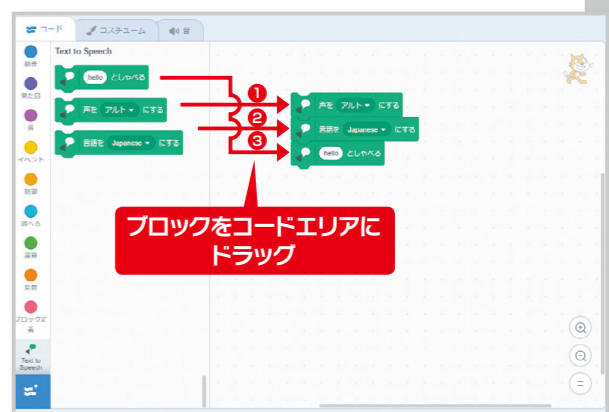 コード
コスチューム
音
動き
見た目
音
イベント
制御
調べる
演算
変数
ブロック定義
Text to Speech
Text to Speech
hello としゃべる
声を アルト にする
言語を Japanese にする
❶
❷
❸
声を アルト にする
言語を Japanese にする
hello としゃべる
ブロックをコードエリアに
ドラッグ